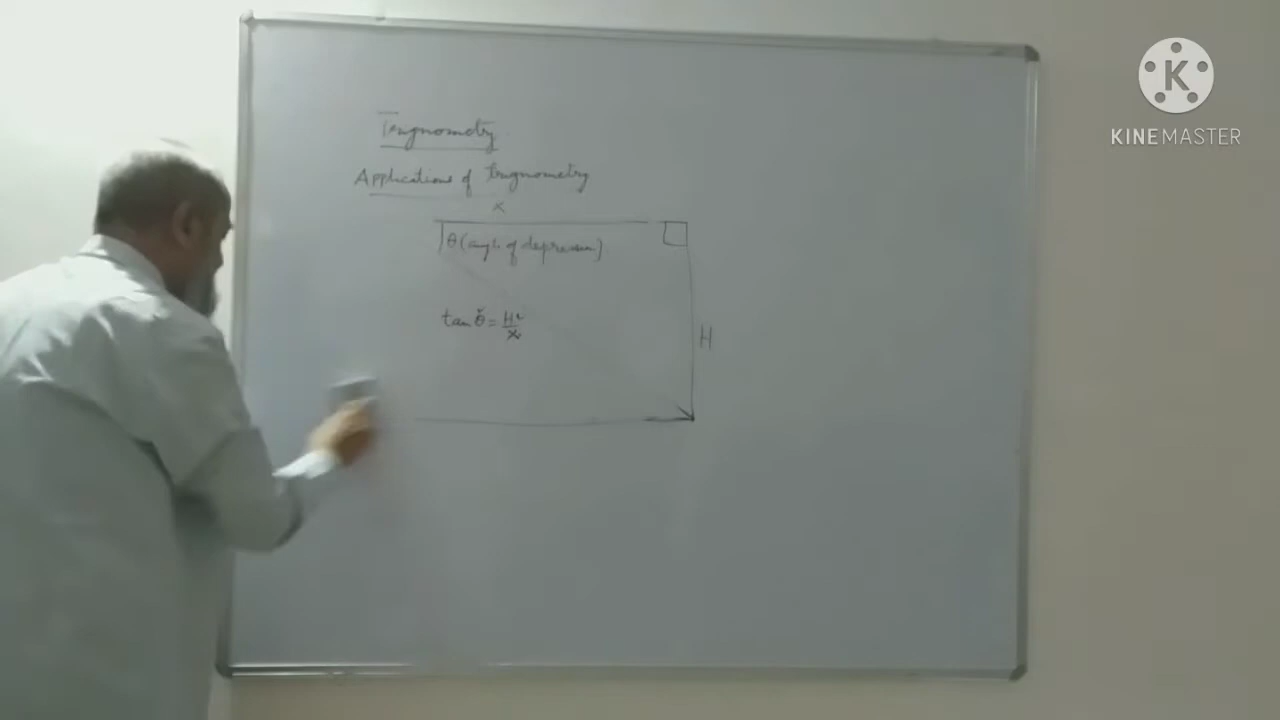 Trignometry
Applications of trignometry
x
θ (angle of depression)
tan θ = H/x
H
K
KINEMASTER